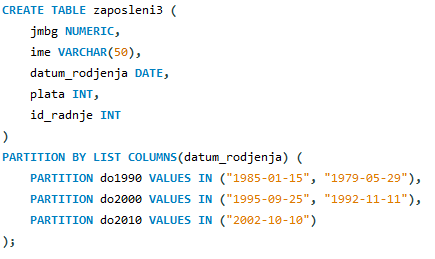 CREATE TABLE zaposleni3 (
    jmbg NUMERIC,
    ime VARCHAR(50),
    datum_rodjenja DATE,
    plata INT,
    id_radnje INT
)
PARTITION BY LIST COLUMNS(datum_rodjenja) (
    PARTITION do1990 VALUES IN ("1985-01-15", "1979-05-29"),
    PARTITION do2000 VALUES IN ("1995-09-25", "1992-11-11"),
    PARTITION do2010 VALUES IN ("2002-10-10")
);